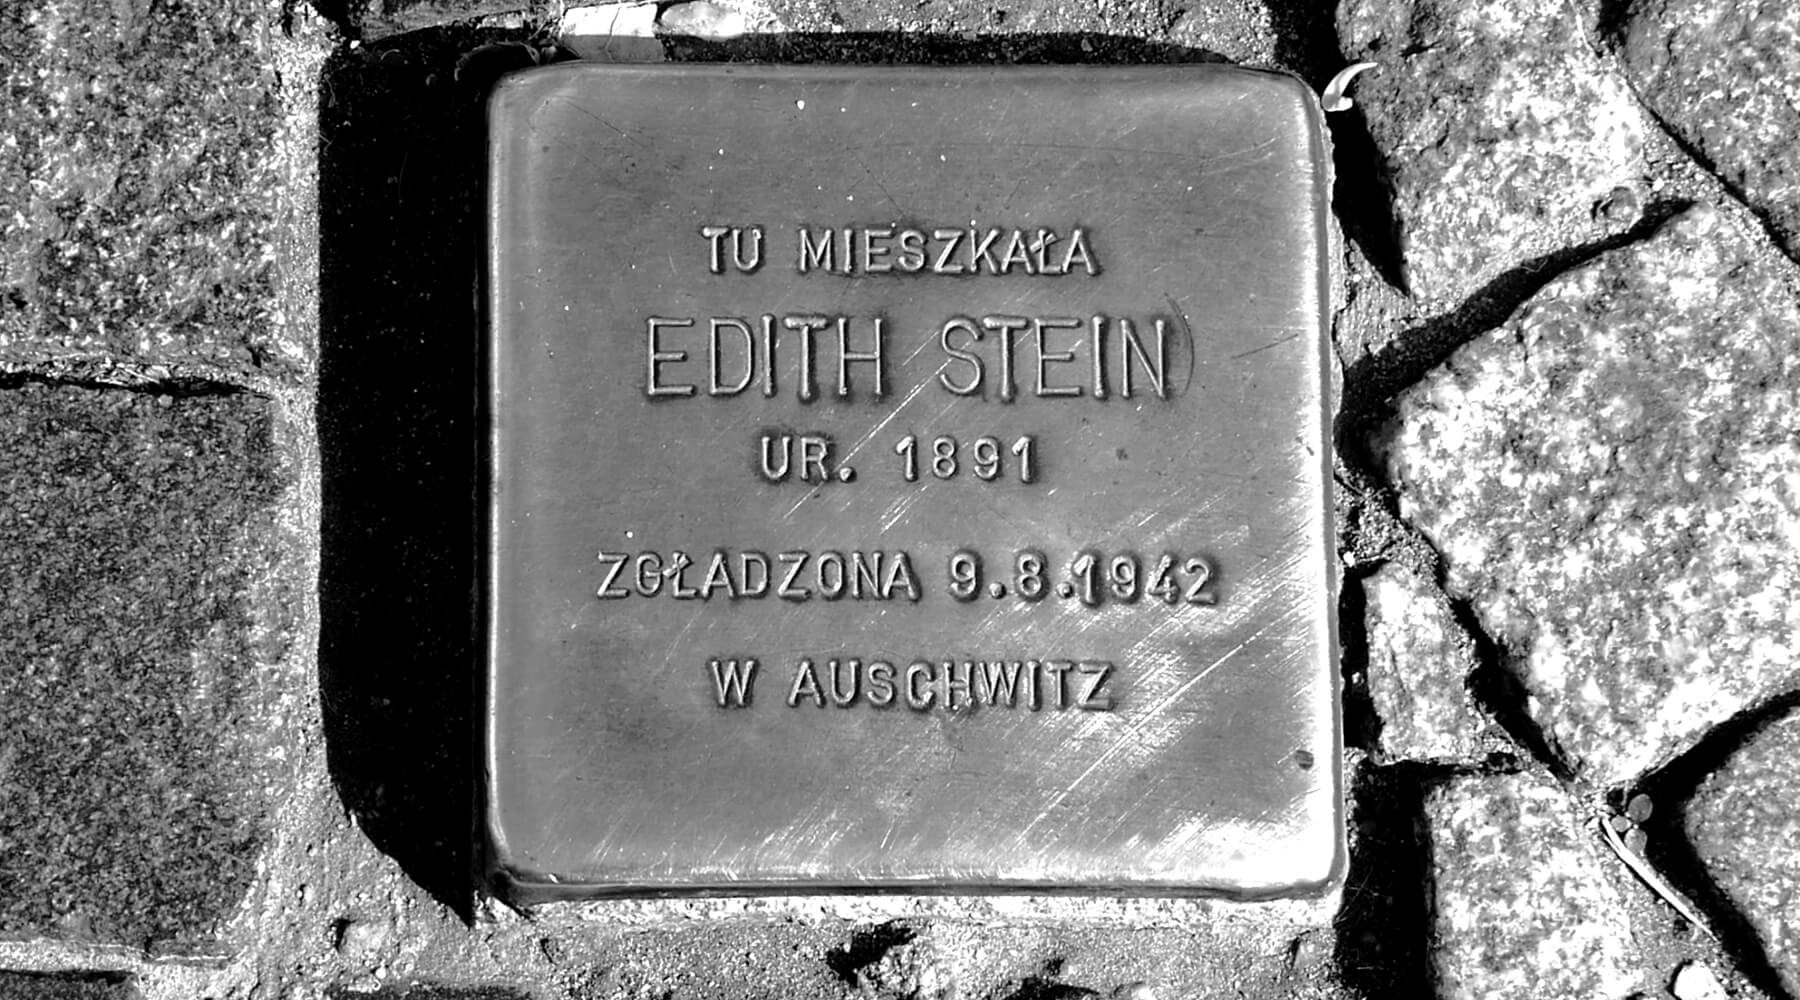 TU MIESZKAŁA
EDITH STEIN
UR. 1891
ZGŁADZONA 9.8.1942
W AUSCHWITZ